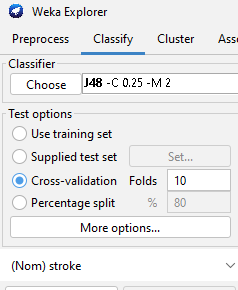 Weka Explorer
Preprocess Classify Cluster
Classifier
Choose J48 -C 0.25 -M 2
Test options
Use training set
Supplied test set Set...
Cross-validation Folds 10
Percentage split % 80
More options...
(Nom) stroke